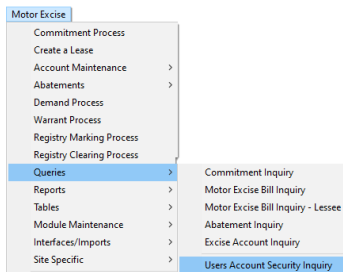 Motor Excise
Commitment Process
Create a Lease
Account Maintenance >
Abatements >
Demand Process
Warrant Process
Registry Marking Process
Registry Clearing Process
Queries >
Reports >
Tables >
Module Maintenance >
Interfaces/Imports >
Site Specific >
Commitment Inquiry
Motor Excise Bill Inquiry
Motor Excise Bill Inquiry - Lessee
Abatement Inquiry
Excise Account Inquiry
Users Account Security Inquiry